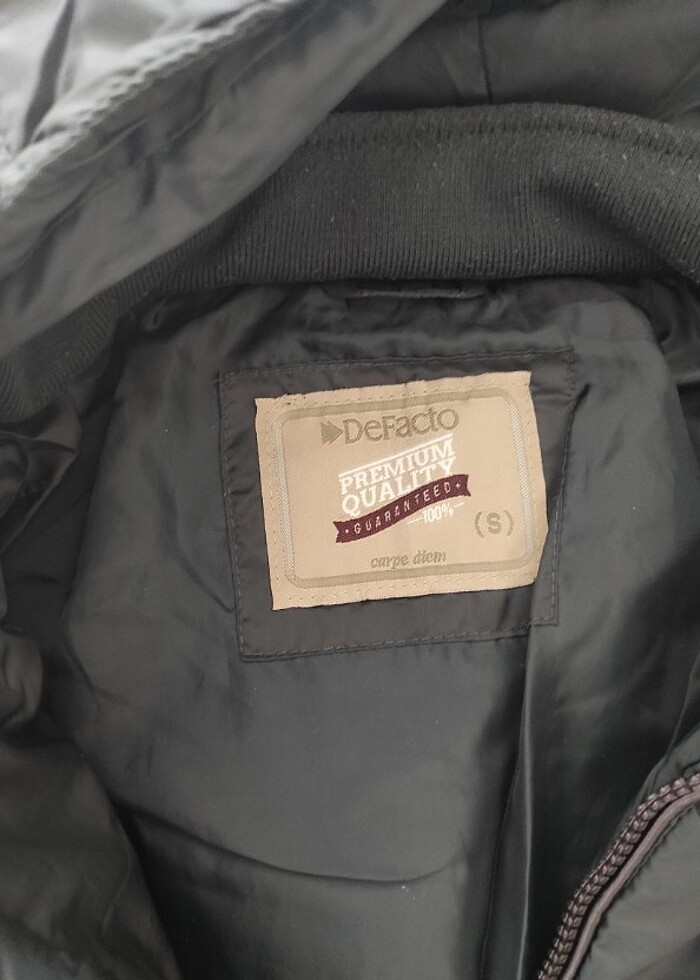 DeFacto
PREMIUM
QUALITY
• GUARANTEED •
100%
(S)
carpe diem